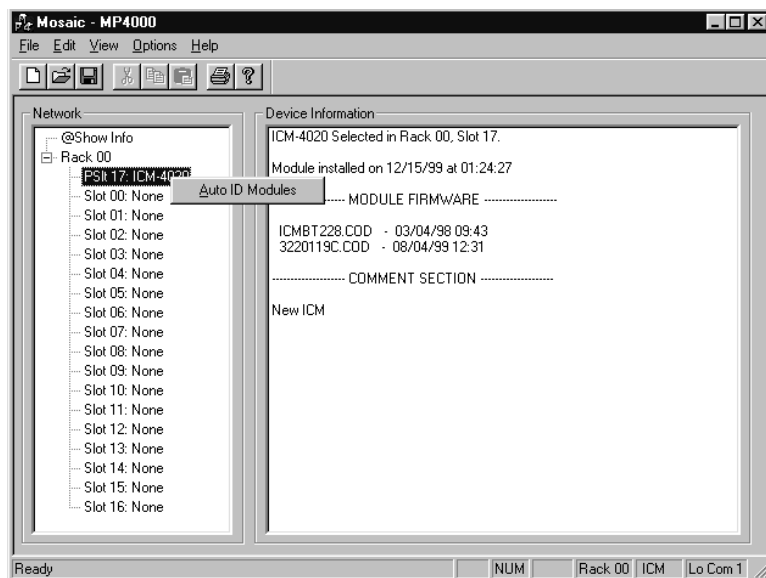 Mosaic - MP4000
File Edit View Options Help
Network
@Show Info
Rack 00
PSlt 17: ICM-4020
Auto ID Modules
Slot 00: None
Slot 01: None
Slot 02: None
Slot 03: None
Slot 04: None
Slot 05: None
Slot 06: None
Slot 07: None
Slot 08: None
Slot 09: None
Slot 10: None
Slot 11: None
Slot 12: None
Slot 13: None
Slot 14: None
Slot 15: None
Slot 16: None
Device Information
ICM-4020 Selected in Rack 00, Slot 17.
Module installed on 12/15/99 at 01:24:27
----- MODULE FIRMWARE -------------------
ICMBT228.COD - 03/04/98 09:43
3220119C.COD - 08/04/99 12:31
------------------- COMMENT SECTION -------------------
New ICM
Ready NUM Rack 00 ICM Lo Com 1